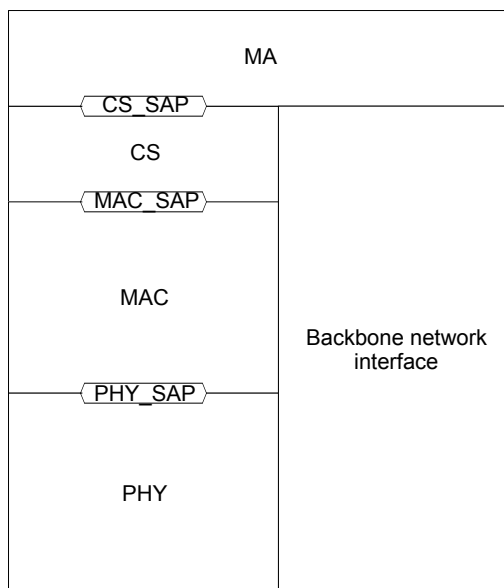 MA
CS_SAP
CS
MAC_SAP
MAC
Backbone network
interface
PHY_SAP
PHY